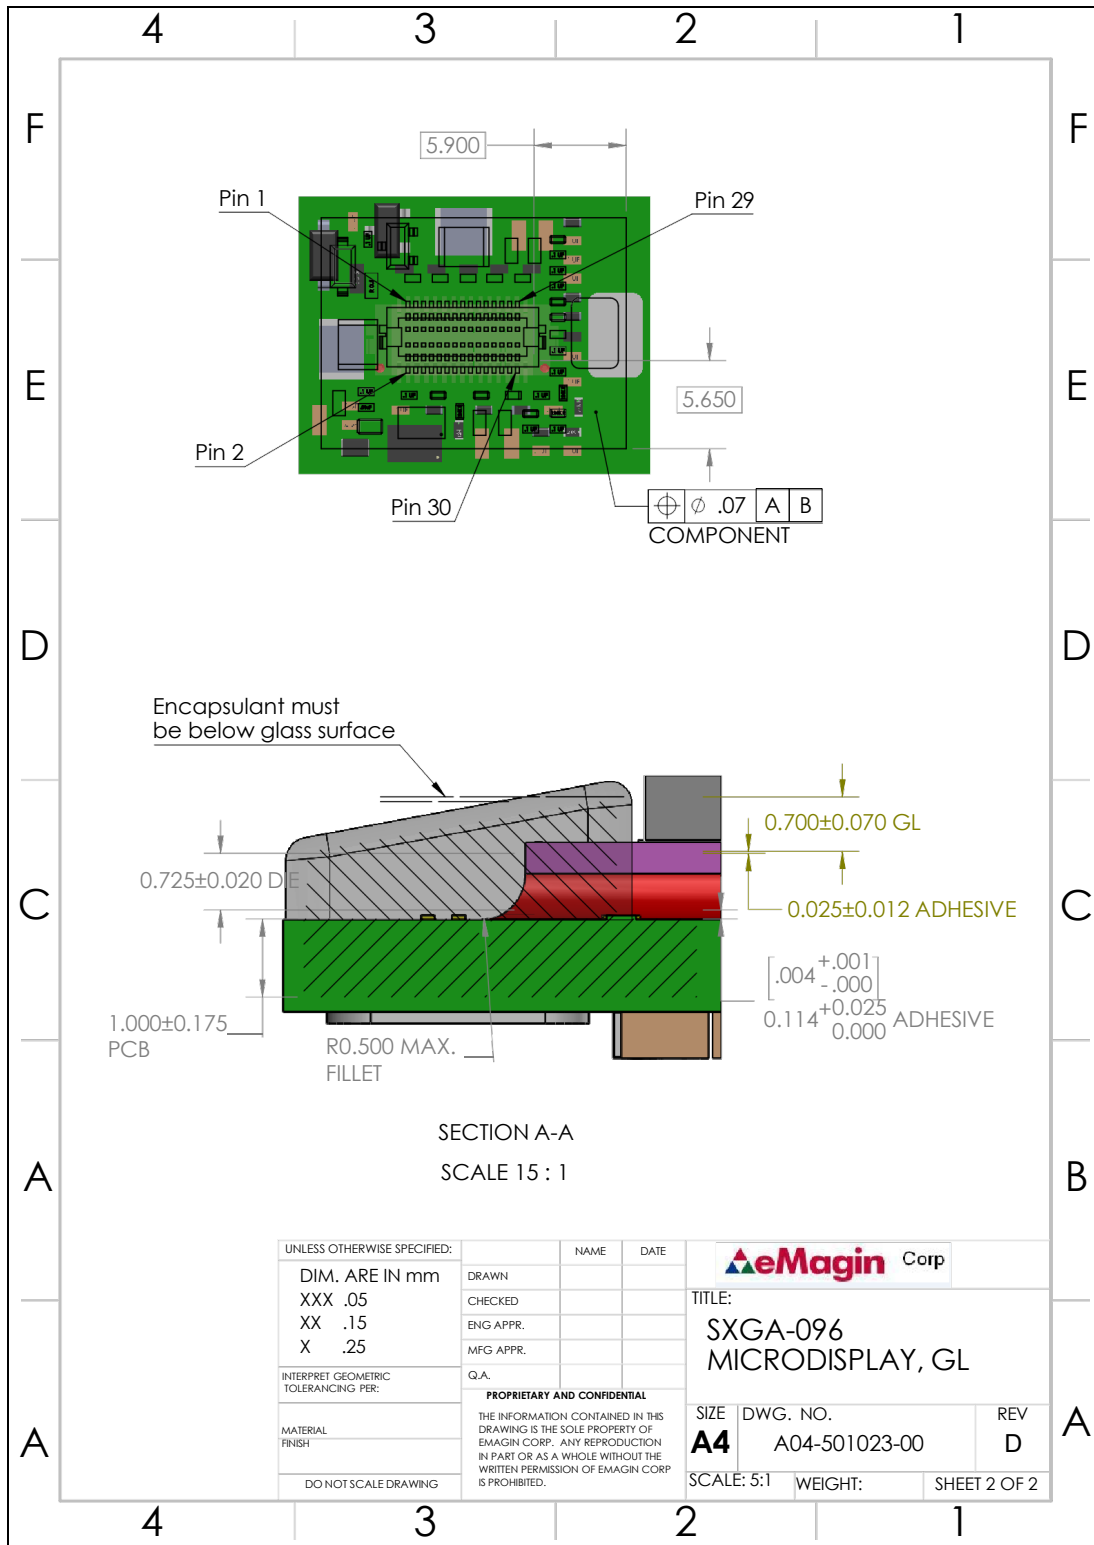 4 3 2 1
F F
5.900
Pin 1
Pin 29
E E
5.650
Pin 2
Pin 30
⌖ ⌀ .07 A B
COMPONENT
D D
Encapsulant must
be below glass surface
0.700±0.070 GL
0.725±0.020 DIE
C C
0.025±0.012 ADHESIVE
[.004 +.001 -.000]
0.114 +0.025 0.000 ADHESIVE
1.000±0.175
PCB
R0.500 MAX.
FILLET
SECTION A-A
SCALE 15 : 1
A B
UNLESS OTHERWISE SPECIFIED:
DIM. ARE IN mm
XXX .05
XX .15
X .25
INTERPRET GEOMETRIC
TOLERANCING PER:
MATERIAL
FINISH
DO NOT SCALE DRAWING
NAME DATE
DRAWN
CHECKED
ENG APPR.
MFG APPR.
Q.A.
PROPRIETARY AND CONFIDENTIAL
THE INFORMATION CONTAINED IN THIS
DRAWING IS THE SOLE PROPERTY OF
EMAGIN CORP. ANY REPRODUCTION
IN PART OR AS A WHOLE WITHOUT THE
WRITTEN PERMISSION OF EMAGIN CORP
IS PROHIBITED.
eMagin Corp
TITLE:
SXGA-096
MICRODISPLAY, GL
SIZE DWG. NO. REV
A4 A04-501023-00 D
SCALE: 5:1 WEIGHT: SHEET 2 OF 2
A A
4 3 2 1